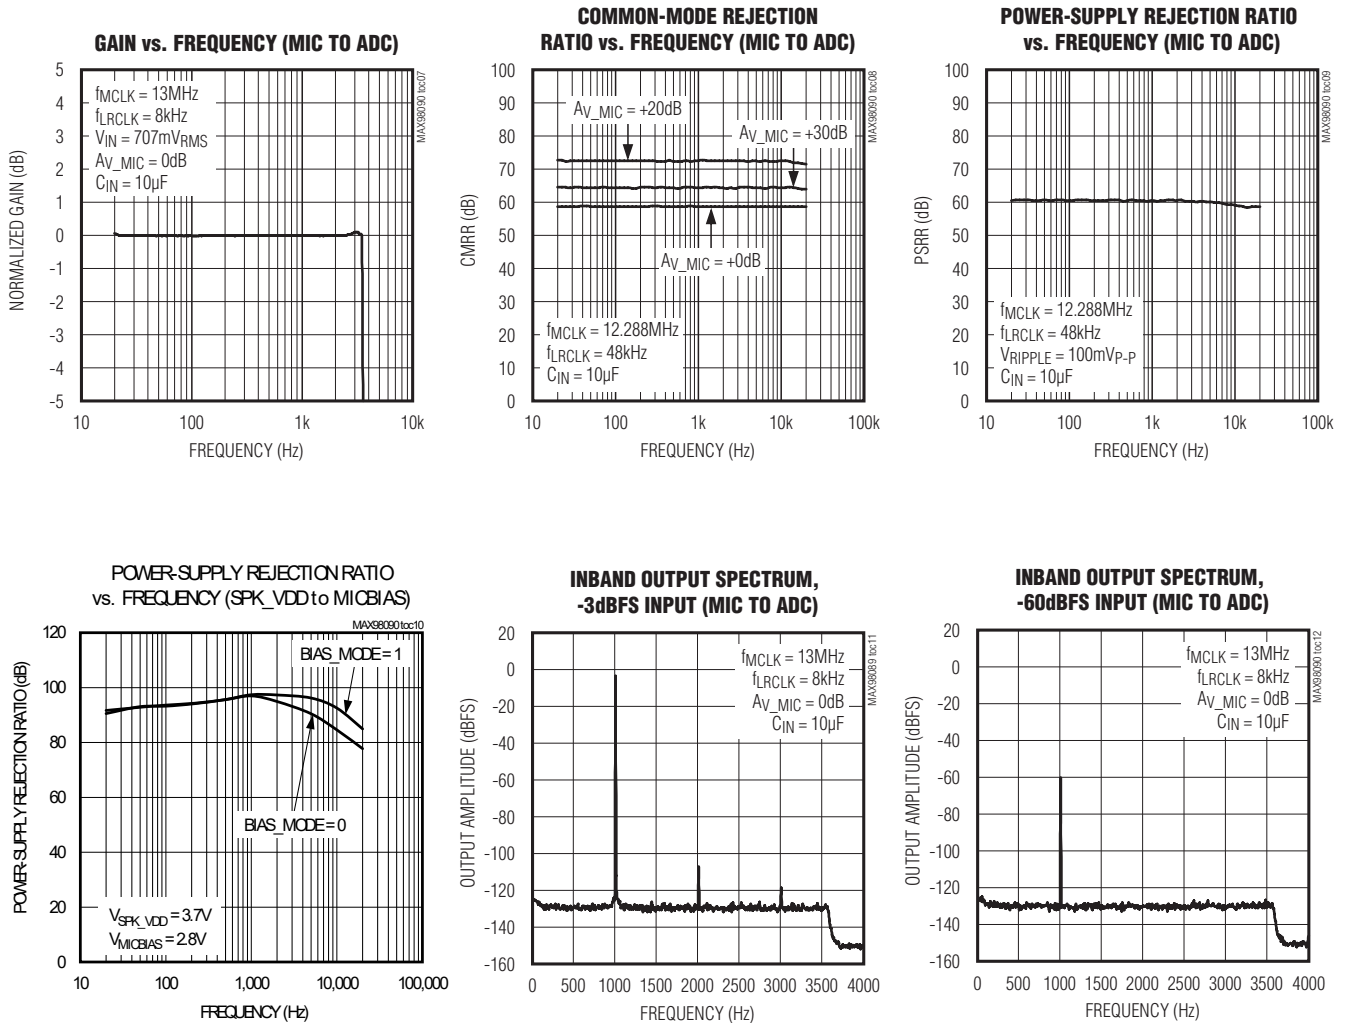 GAIN vs. FREQUENCY (MIC TO ADC)
MAX98090 toc07
5
4
3
2
1
0
-1
-2
-3
-4
-5
NORMALIZED GAIN (dB)
fMCLK = 13MHz
fLRCLK = 8kHz
VIN = 707mVRMS
AV_MIC = 0dB
CIN = 10µF
10
100
1k
10k
FREQUENCY (Hz)
COMMON-MODE REJECTION
RATIO vs. FREQUENCY (MIC TO ADC)
MAX98090 toc08
100
90
80
70
60
50
40
30
20
10
0
CMRR (dB)
AV_MIC = +20dB
AV_MIC = +30dB
AV_MIC = +0dB
fMCLK = 12.288MHz
fLRCLK = 48kHz
CIN = 10µF
10
100
1k
10k
100k
FREQUENCY (Hz)
POWER-SUPPLY REJECTION RATIO
vs. FREQUENCY (MIC TO ADC)
MAX98090 toc09
100
90
80
70
60
50
40
30
20
10
0
PSRR (dB)
fMCLK = 12.288MHz
fLRCLK = 48kHz
VRIPPLE = 100mVP-P
CIN = 10µF
10
100
1k
10k
100k
FREQUENCY (Hz)
POWER-SUPPLY REJECTION RATIO
vs. FREQUENCY (SPK_VDD to MICBIAS)
MAX98090 toc10
120
100
80
60
40
20
0
POWER-SUPPLY REJECTION RATIO (dB)
BIAS_MODE = 1
BIAS_MODE = 0
VSPK_VDD = 3.7V
VMICBIAS = 2.8V
10
100
1,000
10,000
100,000
FREQUENCY (Hz)
INBAND OUTPUT SPECTRUM,
-3dBFS INPUT (MIC TO ADC)
MAX98089 toc11
20
0
-20
-40
-60
-80
-100
-120
-140
-160
OUTPUT AMPLITUDE (dBFS)
fMCLK = 13MHz
fLRCLK = 8kHz
AV_MIC = 0dB
CIN = 10µF
0
500
1000
1500
2000
2500
3000
3500
4000
FREQUENCY (Hz)
INBAND OUTPUT SPECTRUM,
-60dBFS INPUT (MIC TO ADC)
MAX98090 toc12
20
0
-20
-40
-60
-80
-100
-120
-140
-160
OUTPUT AMPLITUDE (dBFS)
fMCLK = 13MHz
fLRCLK = 8kHz
AV_MIC = 0dB
CIN = 10µF
0
500
1000
1500
2000
2500
3000
3500
4000
FREQUENCY (Hz)